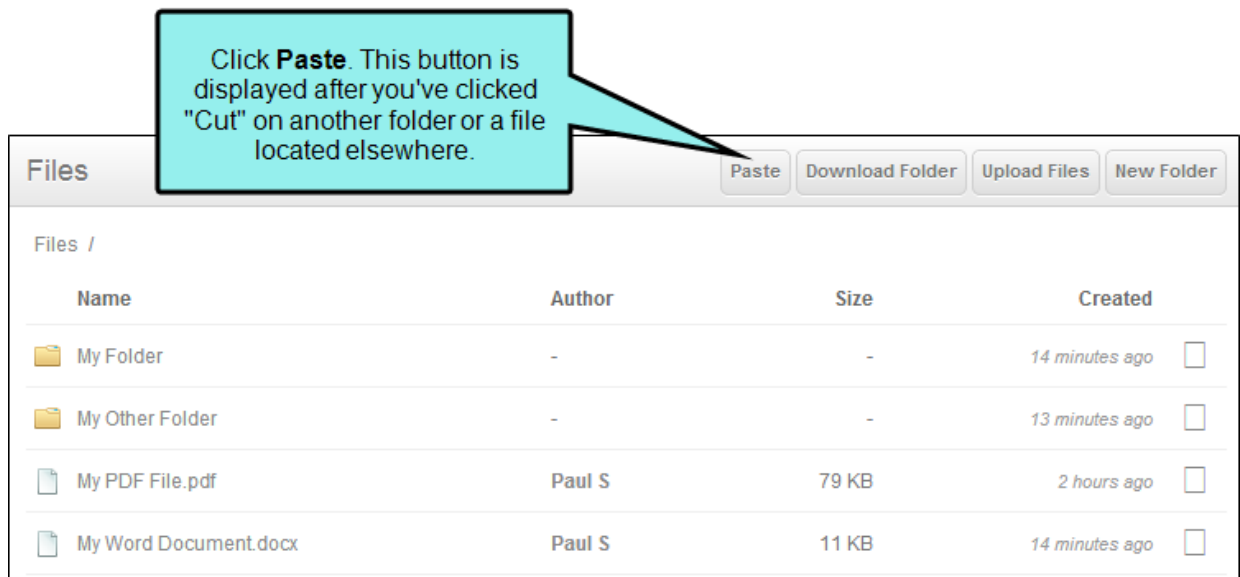 Click Paste. This button is
displayed after you've clicked
"Cut" on another folder or a file
located elsewhere.
Files
Paste Download Folder Upload Files New Folder
Files /
Name Author Size Created
My Folder - - 14 minutes ago
My Other Folder - - 13 minutes ago
My PDF File.pdf Paul S 79 KB 2 hours ago
My Word Document.docx Paul S 11 KB 14 minutes ago